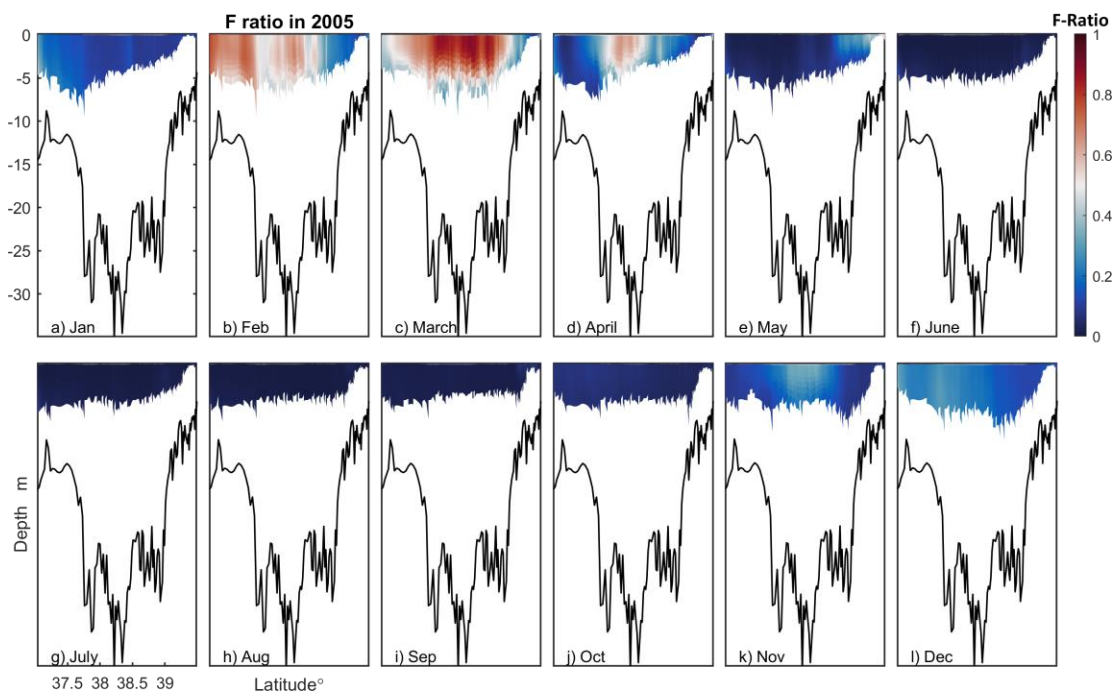 F ratio in 2005
F-Ratio
0
-5
-10
-15
-20
-25
-30
1
0.8
0.6
0.4
0.2
0
a) Jan
b) Feb
c) March
d) April
e) May
f) June
Depth m
g) July
h) Aug
i) Sep
j) Oct
k) Nov
l) Dec
37.5 38 38.5 39
Latitude°